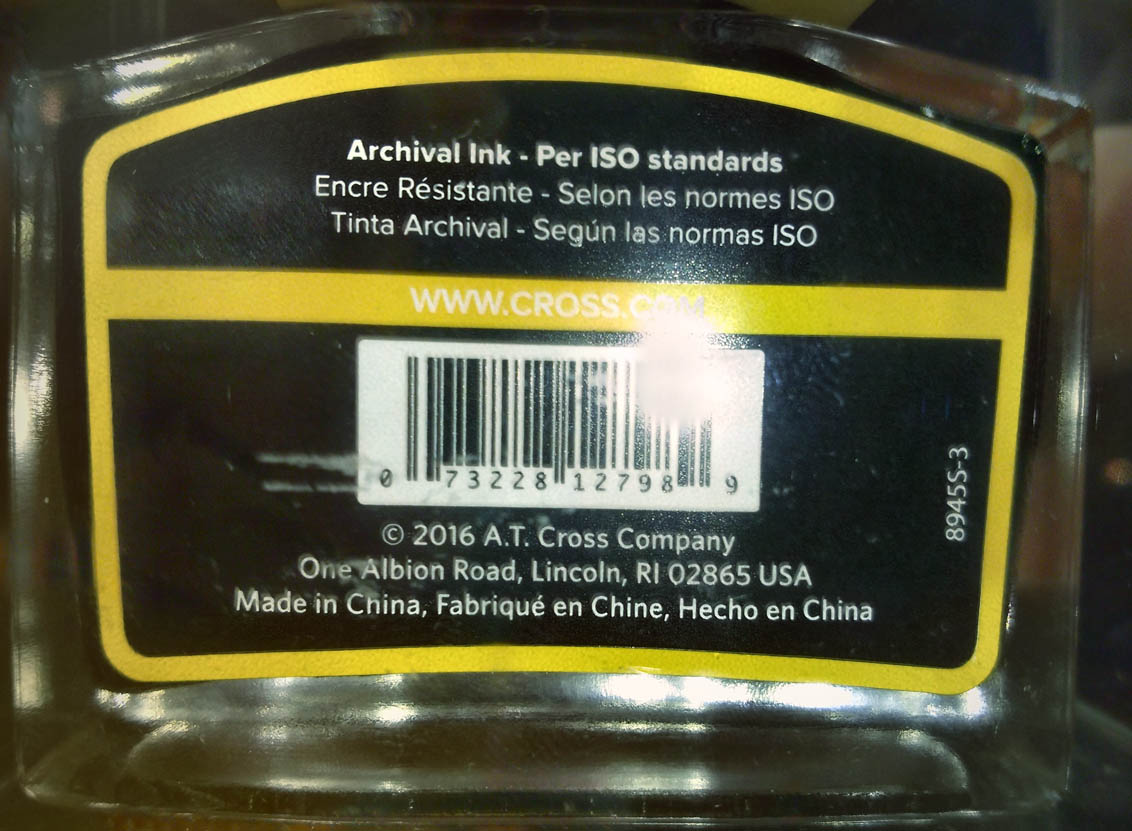 Archival Ink - Per ISO standards
Encre Résistante - Selon les normes ISO
Tinta Archival - Según las normas ISO
WWW.CROSS.COM
0 73228 12798 9
8945S-3
© 2016 A.T. Cross Company
One Albion Road, Lincoln, RI 02865 USA
Made in China, Fabriqué en Chine, Hecho en China